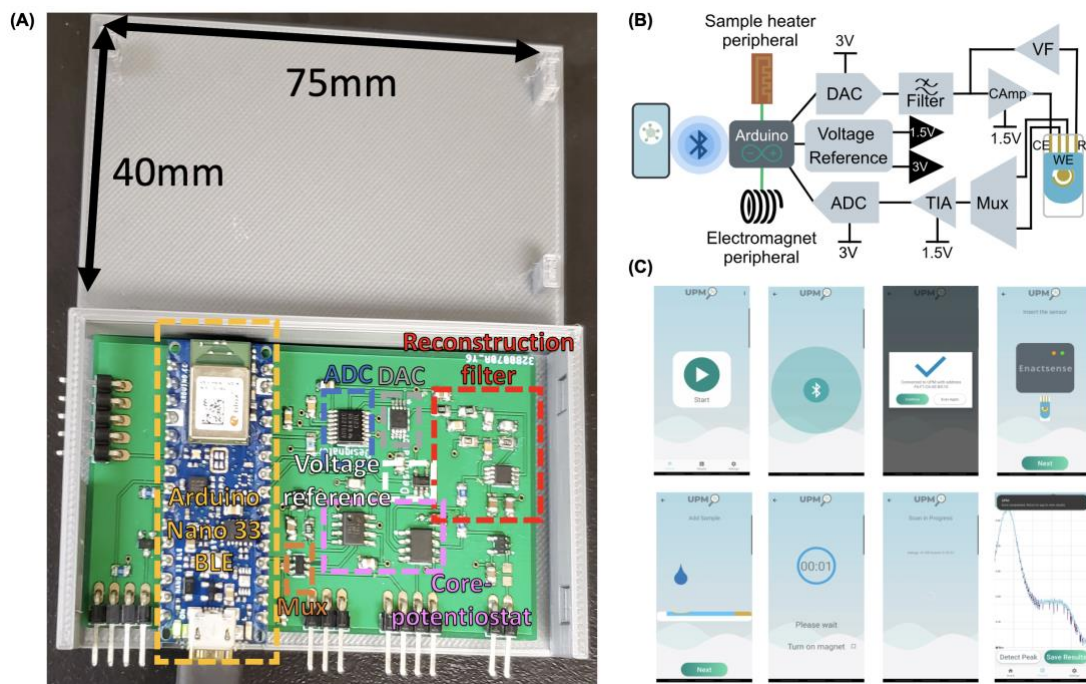 (A)
75mm
40mm
3200070A_Y6
Reconstruction
filter
ADC
DAC
Voltage
reference
Arduino
Nano 33
BLE
Mux
Core-
potentiostat
(B)
Sample heater
peripheral
3V
VF
DAC
Filter
CAmp
1.5V
Arduino
Voltage
Reference
1.5V
3V
CE
WE
R
ADC
TIA
Mux
3V
1.5V
Electromagnet
peripheral
(C)
UPM
Start
UPM
UPM
UPM
Insert the sensor
Enactsense
Next
UPM
Add Sample
Next
UPM
00:01
Please wait
Turn on magnet
UPM
Scan in Progress
Detect Peak
Save Results